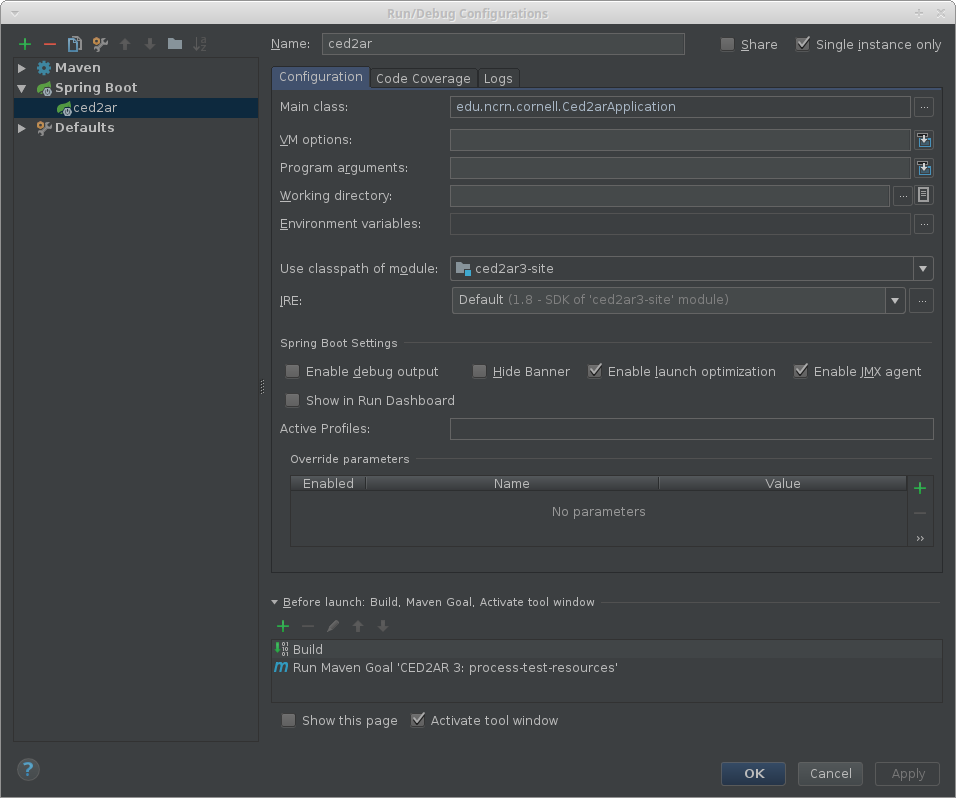 Run/Debug Configurations
Name: ced2ar Share Single instance only
Maven
Spring Boot
ced2ar
Defaults
Configuration Code Coverage Logs
Main class: edu.ncrn.cornell.Ced2arApplication ...
VM options:
Program arguments:
Working directory: ...
Environment variables: ...
Use classpath of module: ced2ar3-site
JRE: Default (1.8 - SDK of 'ced2ar3-site' module) ...
Spring Boot Settings
Enable debug output Hide Banner Enable launch optimization Enable JMX agent
Show in Run Dashboard
Active Profiles:
Override parameters
Enabled Name Value
No parameters
Before launch: Build, Maven Goal, Activate tool window
Build
Run Maven Goal 'CED2AR 3: process-test-resources'
Show this page Activate tool window
? OK Cancel Apply